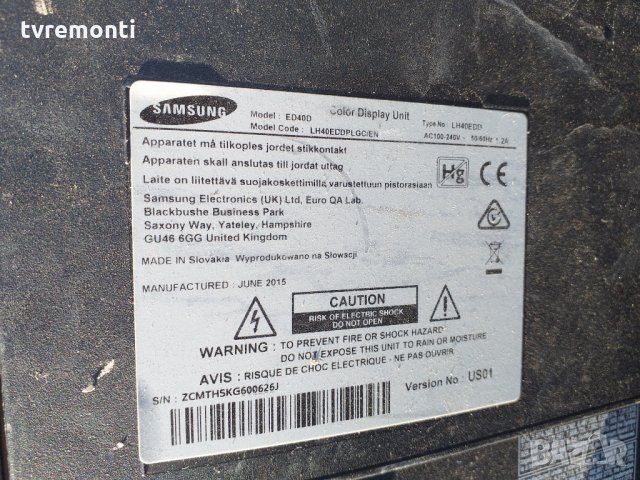 tvremonti
SAMSUNG
Color Display Unit
Model : ED40D
Type No : LH40EDD
Model Code : LH40EDDPLGC/EN
AC100-240V ~ 50/60Hz 1.2A
Apparatet må tilkoples jordet stikkontakt
Apparaten skall anslutas till jordat uttag
Laite on liitettävä suojakoskettimilla varustettuun pistorasiaan
Hg
CE
Samsung Electronics (UK) Ltd, Euro QA Lab.
Blackbushe Business Park
Saxony Way, Yateley, Hampshire
GU46 6GG United Kingdom
MADE IN Slovakia Wyprodukowano na Słowacji
MANUFACTURED : JUNE 2015
CAUTION
RISK OF ELECTRIC SHOCK
DO NOT OPEN
WARNING : TO PREVENT FIRE OR SHOCK HAZARD
DO NOT EXPOSE THIS UNIT TO RAIN OR MOISTURE
AVIS : RISQUE DE CHOC ELECTRIQUE - NE PAS OUVRIR
S/N : ZCMTH5KG600626J
Version No : US01
BAZAR